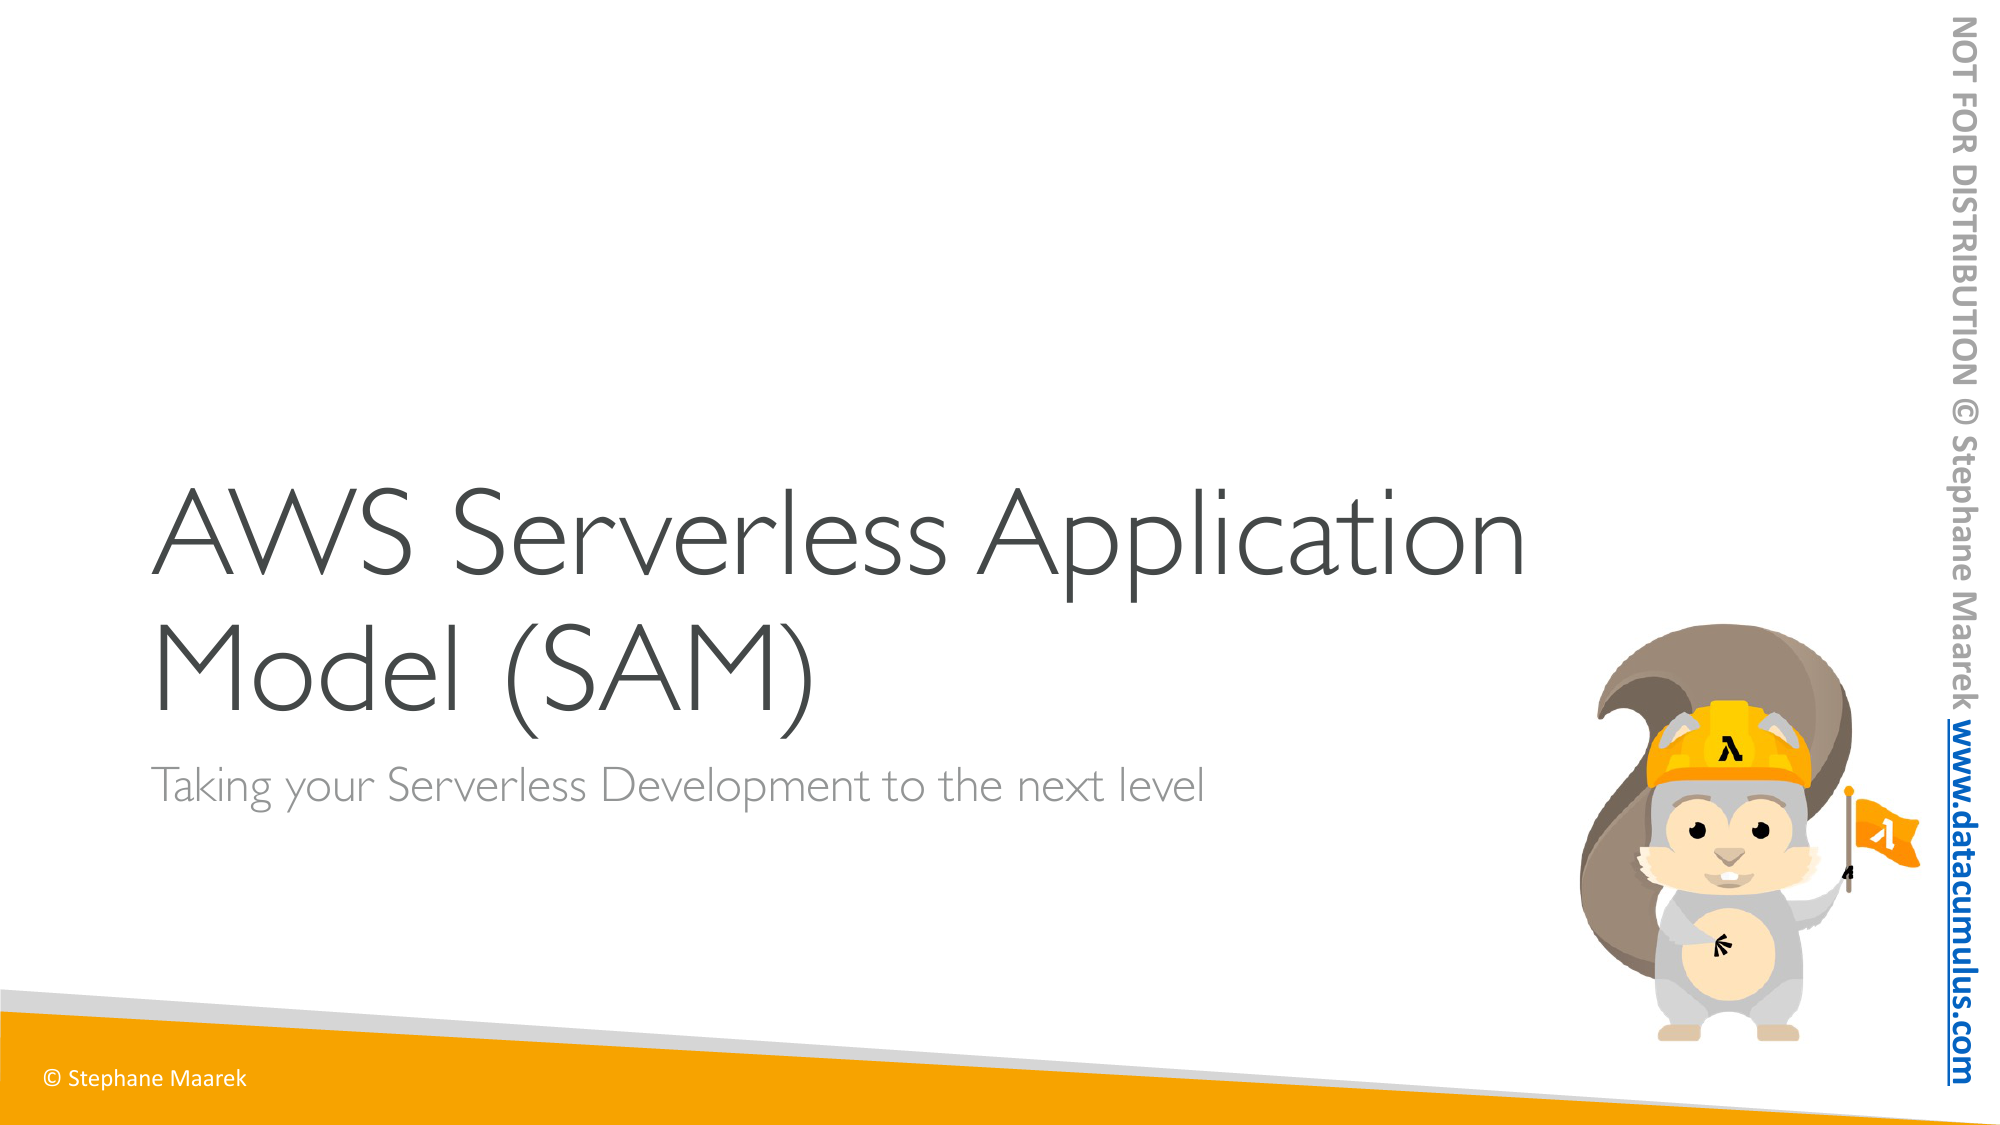 AWS Serverless Application
Model (SAM)
Taking your Serverless Development to the next level
© Stephane Maarek
NOT FOR DISTRIBUTION © Stephane Maarek www.datacumulus.com